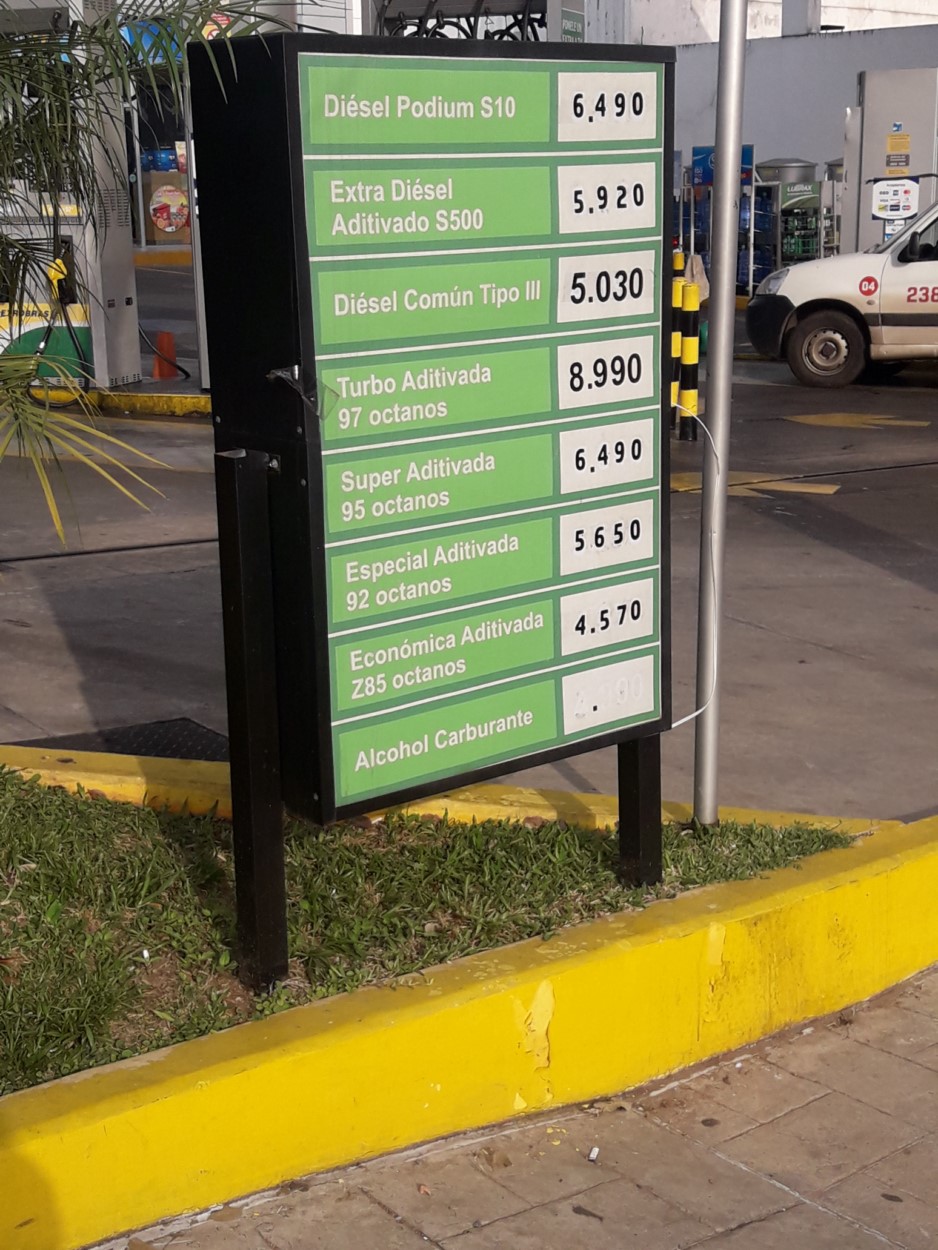 Diésel Podium S10
6.490
Extra Diésel
Aditivado S500
5.920
Diésel Común Tipo III
5.030
Turbo Aditivada
97 octanos
8.990
Super Aditivada
95 octanos
6.490
Especial Aditivada
92 octanos
5650
Económica Aditivada
Z85 octanos
4.570
Alcohol Carburante
.
LUBRAX
04
238